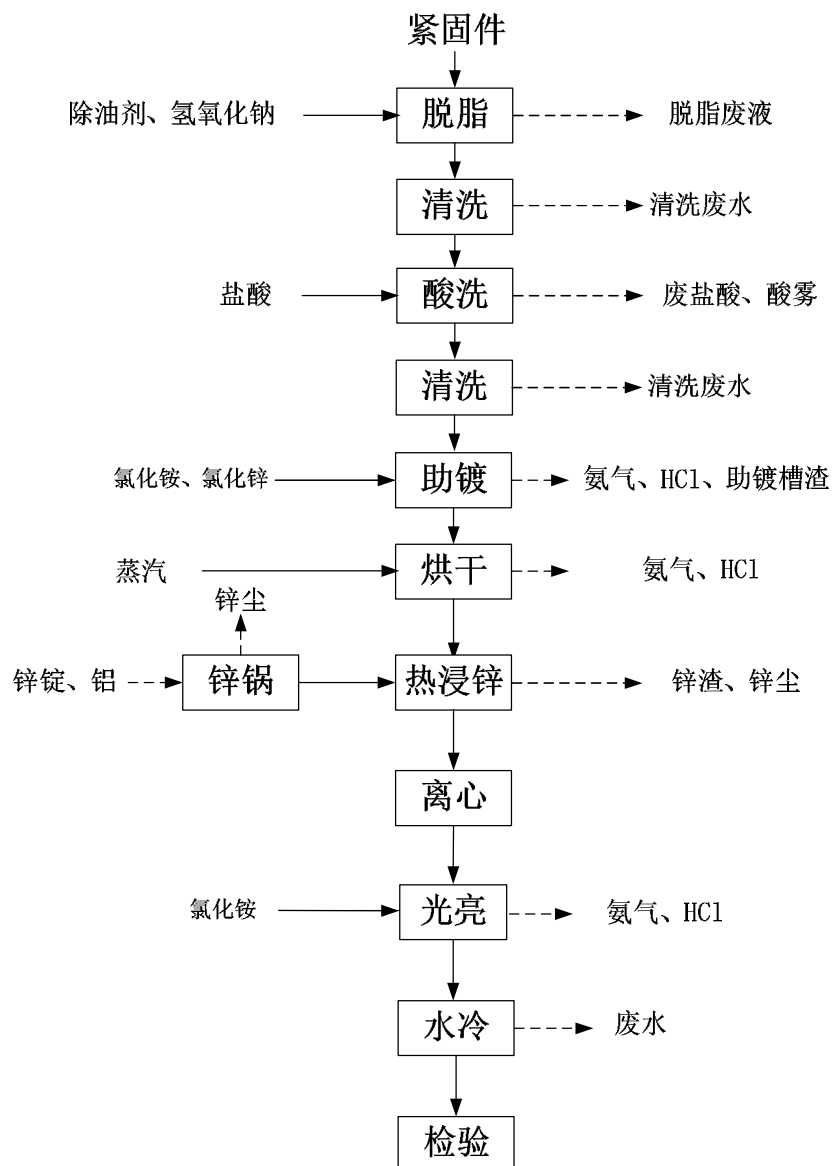 紧固件
除油剂、氢氧化钠 脱脂 脱脂废液
清洗 清洗废水
盐酸 酸洗 废盐酸、酸雾
清洗 清洗废水
氯化铵、氯化锌 助镀 氨气、HCl、助镀槽渣
蒸汽 烘干 氨气、HCl
锌尘
锌锭、铝 锌锅 热浸锌 锌渣、锌尘
离心
氯化铵 光亮 氨气、HCl
水冷 废水
检验